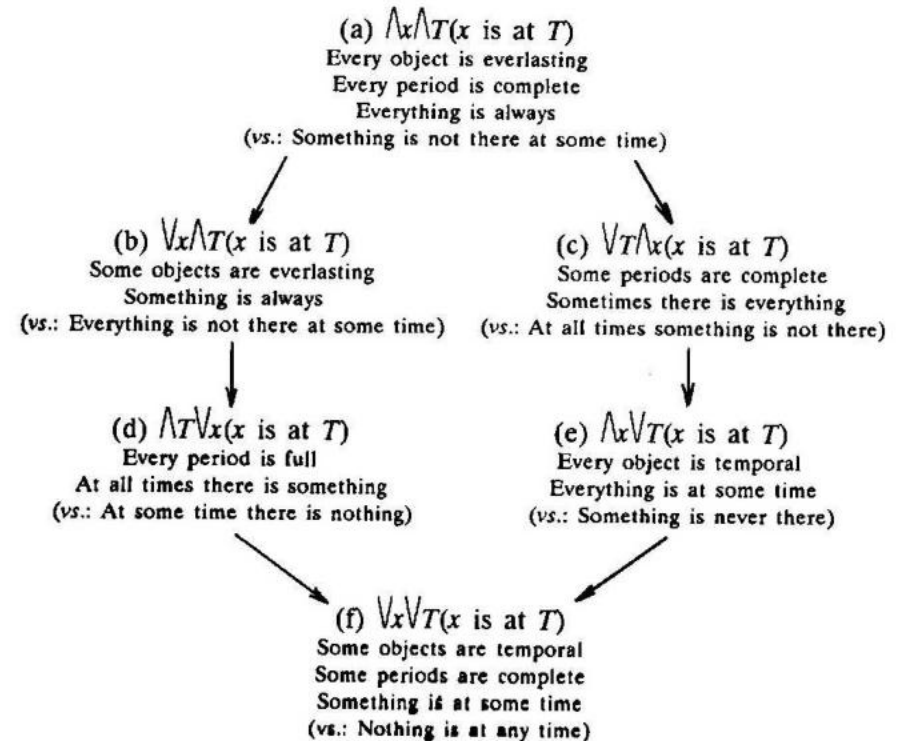 (a) ⋀x⋀T(x is at T)
Every object is everlasting
Every period is complete
Everything is always
(vs.: Something is not there at some time)
(b) ⋁x⋀T(x is at T)
Some objects are everlasting
Something is always
(vs.: Everything is not there at some time)
(c) ⋁T⋀x(x is at T)
Some periods are complete
Sometimes there is everything
(vs.: At all times something is not there)
(d) ⋀T⋁x(x is at T)
Every period is full
At all times there is something
(vs.: At some time there is nothing)
(e) ⋀x⋁T(x is at T)
Every object is temporal
Everything is at some time
(vs.: Something is never there)
(f) ⋁x⋁T(x is at T)
Some objects are temporal
Some periods are complete
Something is at some time
(vs.: Nothing is at any time)